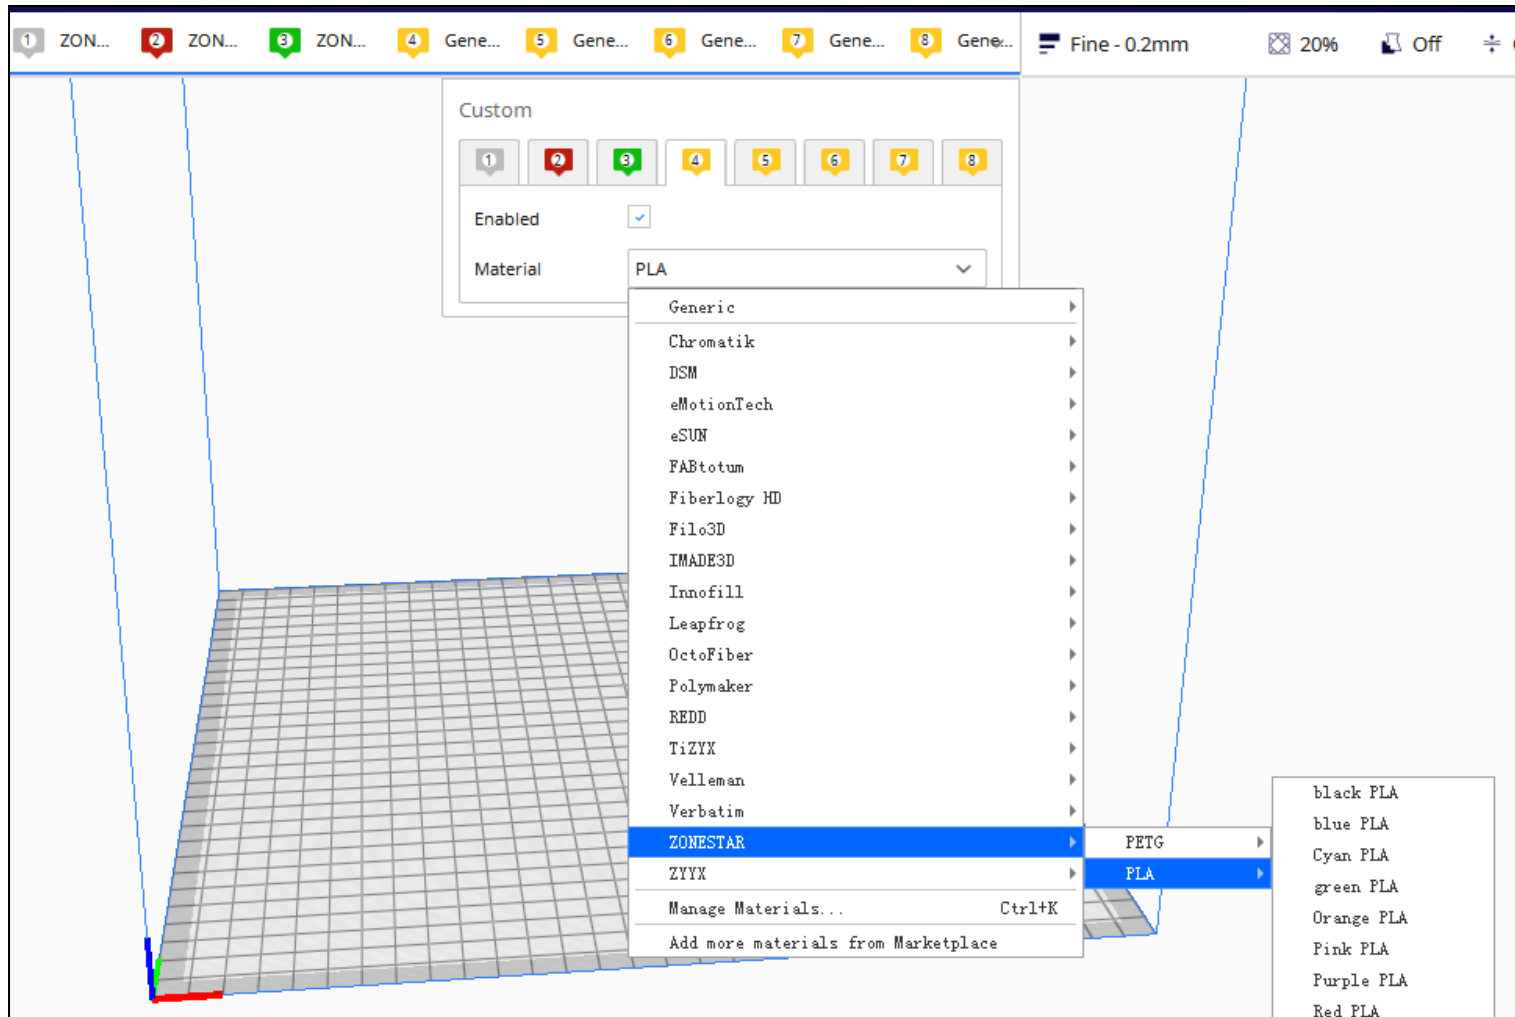 1 ZON... 2 ZON... 3 ZON... 4 Gene... 5 Gene... 6 Gene... 7 Gene... 8 Gene... Fine - 0.2mm 20% Off
Custom
1 2 3 4 5 6 7 8
Enabled
Material PLA
Generic
Chromatik
DSM
eMotionTech
eSUN
FABtotum
Fiberlogy HD
Filo3D
IMADE3D
Innofill
Leapfrog
OctoFiber
Polymaker
REDD
TiZYX
Velleman
Verbatim
ZONESTAR
ZYYX
Manage Materials... Ctrl+K
Add more materials from Marketplace
PETG
PLA
black PLA
blue PLA
Cyan PLA
green PLA
Orange PLA
Pink PLA
Purple PLA
Red PLA